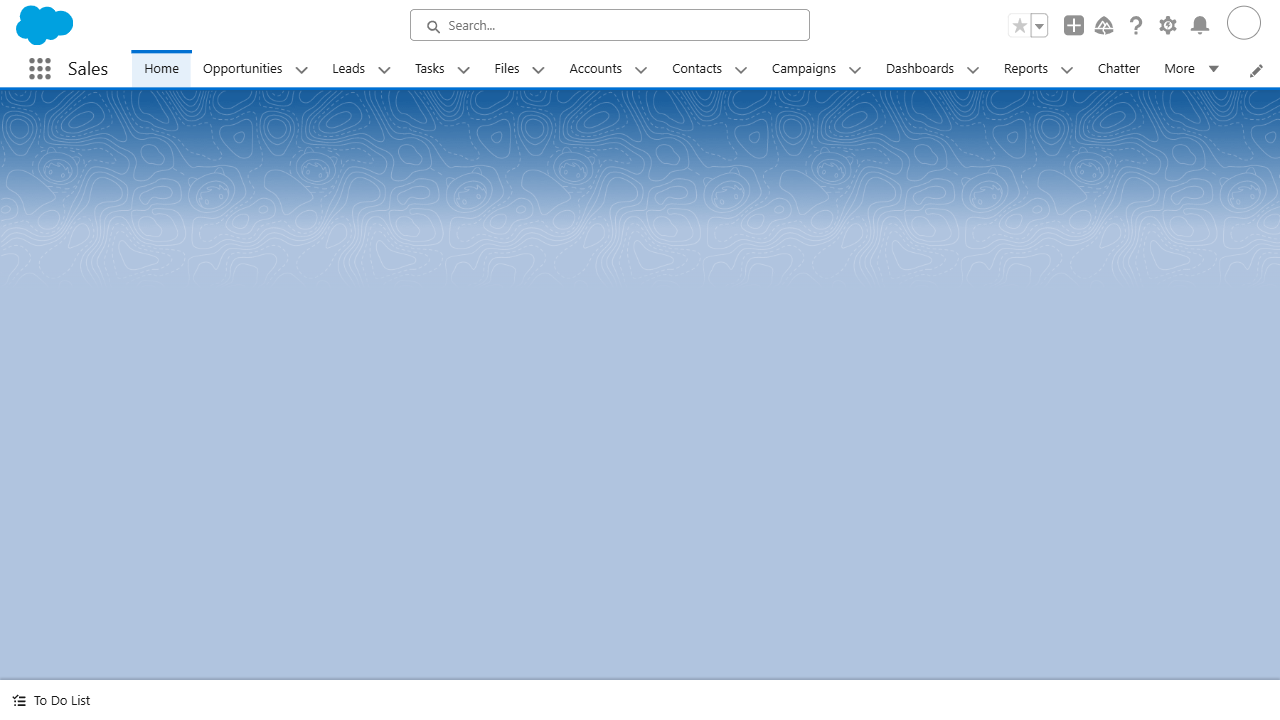 Search...
Sales
Home
Opportunities
Leads
Tasks
Files
Accounts
Contacts
Campaigns
Dashboards
Reports
Chatter
More
To Do List